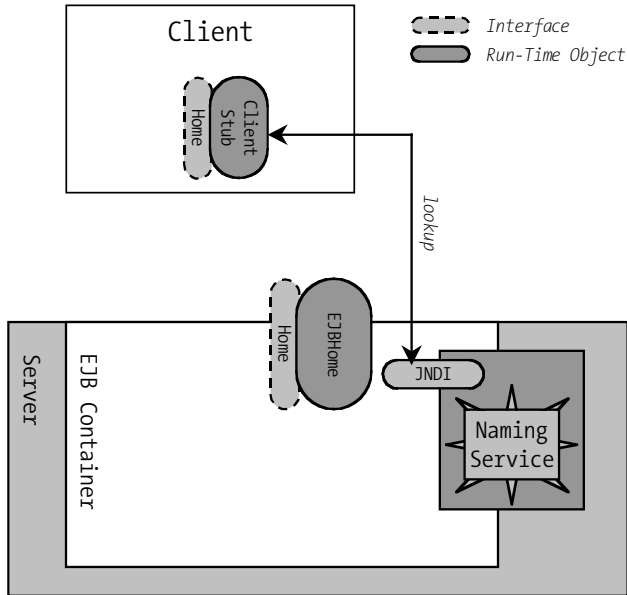 Client
Interface
Run-Time Object
Home
Client
Stub
lookup
Home
EJBHome
JNDI
Server
EJB Container
Naming
Service